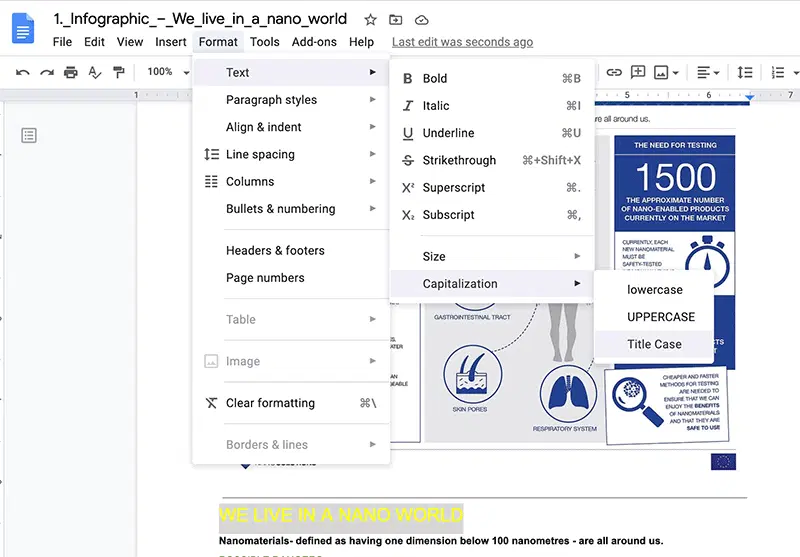 1._Infographic_–_We_live_in_a_nano_world
File Edit View Insert Format Tools Add-ons Help Last edit was seconds ago
100%
1 5 6 7
Text
Paragraph styles
Align & indent
Line spacing
Columns
Bullets & numbering
Headers & footers
Page numbers
Table
Image
Clear formatting ⌘\
Borders & lines
Bold ⌘B
Italic ⌘I
Underline ⌘U
Strikethrough ⌘+Shift+X
Superscript ⌘.
Subscript ⌘,
Size
Capitalization
lowercase
UPPERCASE
Title Case
are all around us.
THE NEED FOR TESTING
1500
THE APPROXIMATE NUMBER
OF NANO-ENABLED PRODUCTS
CURRENTLY ON THE MARKET
CURRENTLY, EACH
NEW NANOMATERIAL
MUST BE
SAFETY-TESTED
GASTROINTESTINAL TRACT
SKIN PORES
RESPIRATORY SYSTEM
CHEAPER AND FASTER
METHODS FOR TESTING
ARE NEEDED TO
ENSURE THAT WE CAN
ENJOY THE BENEFITS
OF NANOMATERIALS
AND THAT THEY ARE
SAFE TO USE
WE LIVE IN A NANO WORLD
Nanomaterials- defined as having one dimension below 100 nanometres - are all around us.